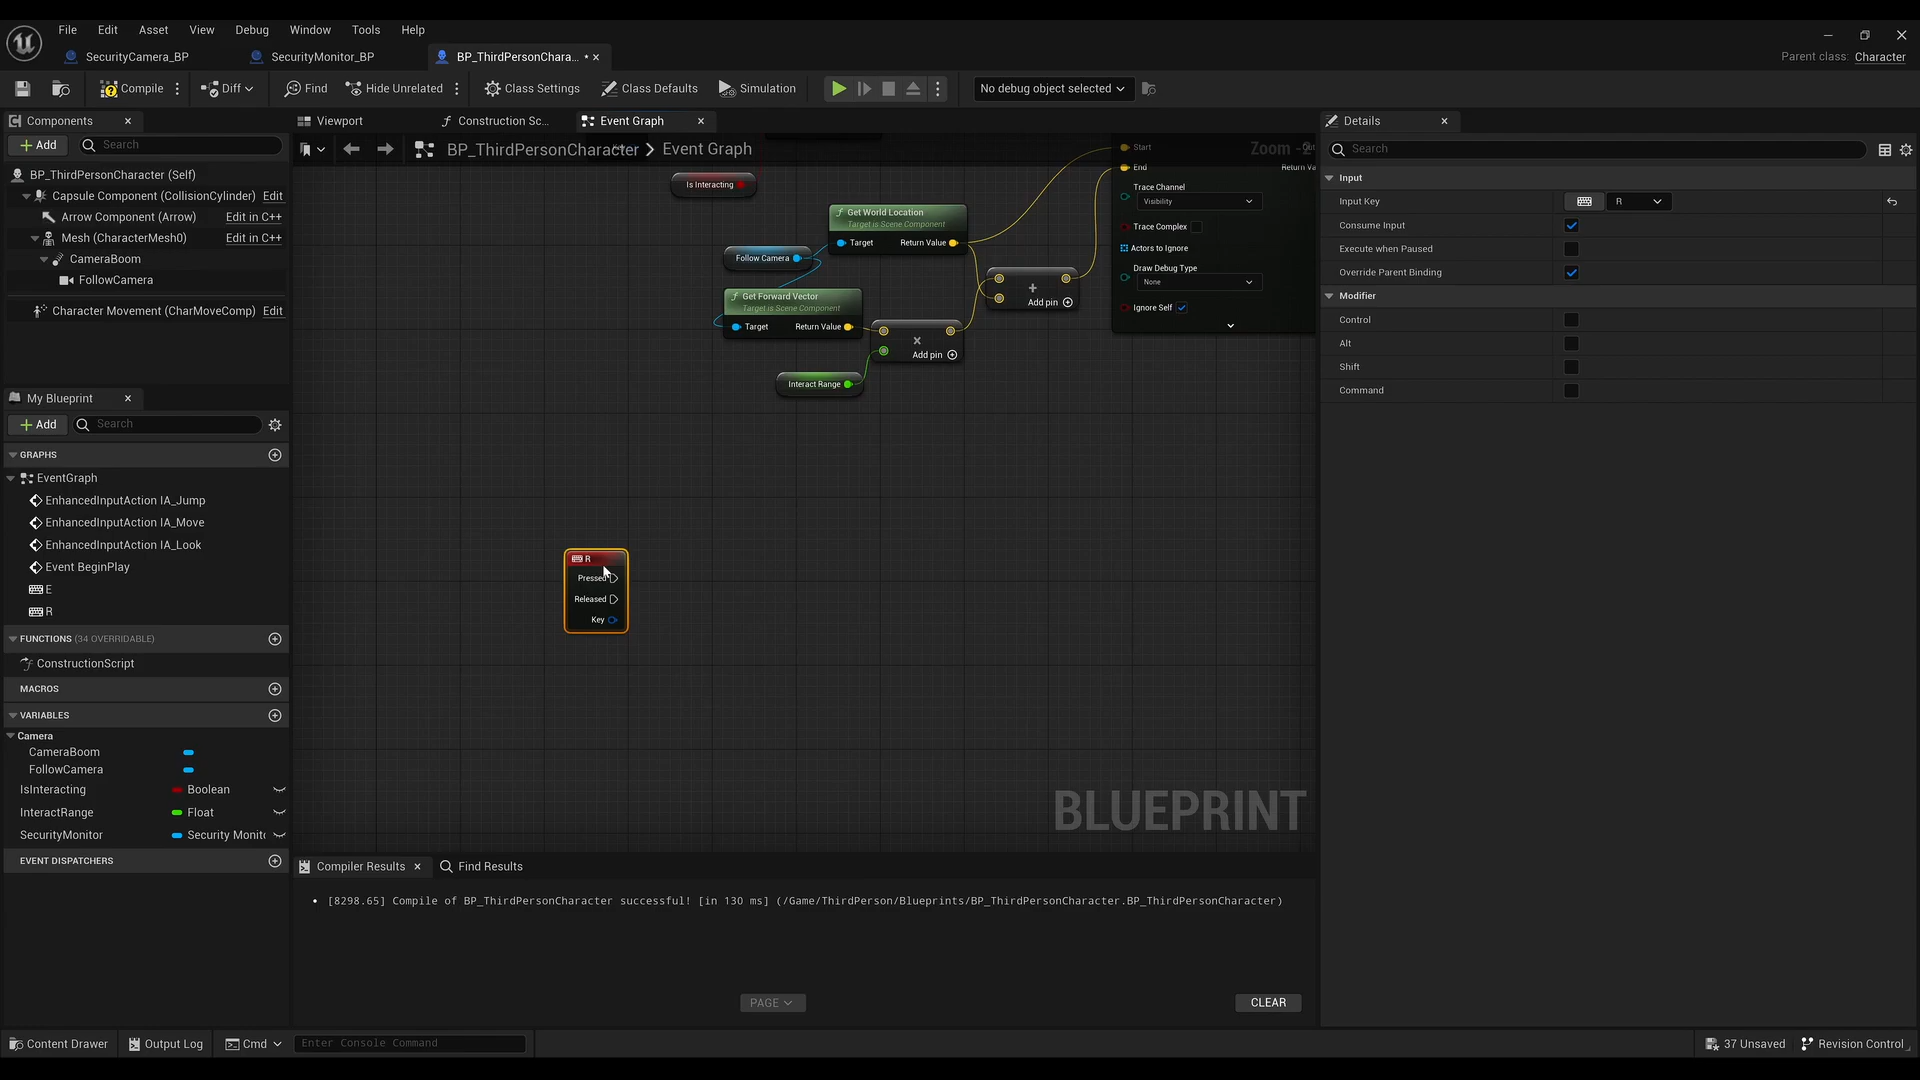 File Edit Asset View Debug Window Tools Help
SecurityCamera_BP SecurityMonitor_BP BP_ThirdPersonChara... •
Parent class: Character
Compile Diff Find Hide Unrelated Class Settings Class Defaults Simulation No debug object selected
Components
Add Search
BP_ThirdPersonCharacter (Self)
Capsule Component (CollisionCylinder) Edit
Arrow Component (Arrow) Edit in C++
Mesh (CharacterMesh0) Edit in C++
CameraBoom
FollowCamera
Character Movement (CharMoveComp) Edit
My Blueprint
Add Search
GRAPHS
EventGraph
EnhancedInputAction IA_Jump
EnhancedInputAction IA_Move
EnhancedInputAction IA_Look
Event BeginPlay
E
R
FUNCTIONS (34 OVERRIDABLE)
ConstructionScript
MACROS
VARIABLES
Camera
CameraBoom
FollowCamera
IsInteracting Boolean
InteractRange Float
SecurityMonitor Security Monit
EVENT DISPATCHERS
Viewport Construction Sc... Event Graph
BP_ThirdPersonCharacter > Event Graph
Is Interacting
Get World Location
Target is Scene Component
Target Return Value
Follow Camera
Get Forward Vector
Target is Scene Component
Target Return Value
Add pin
Add pin
Interact Range
Start
End Return Va
Trace Channel
Visibility
Trace Complex
Actors to Ignore
Draw Debug Type
None
Ignore Self
R
Pressed
Released
Key
BLUEPRINT
Compiler Results Find Results
• [8298.65] Compile of BP_ThirdPersonCharacter successful! [in 130 ms] (/Game/ThirdPerson/Blueprints/BP_ThirdPersonCharacter.BP_ThirdPersonCharacter)
PAGE CLEAR
Details
Search
Input
Input Key R
Consume Input
Execute when Paused
Override Parent Binding
Modifier
Control
Alt
Shift
Command
Content Drawer Output Log Cmd Enter Console Command 37 Unsaved Revision Control